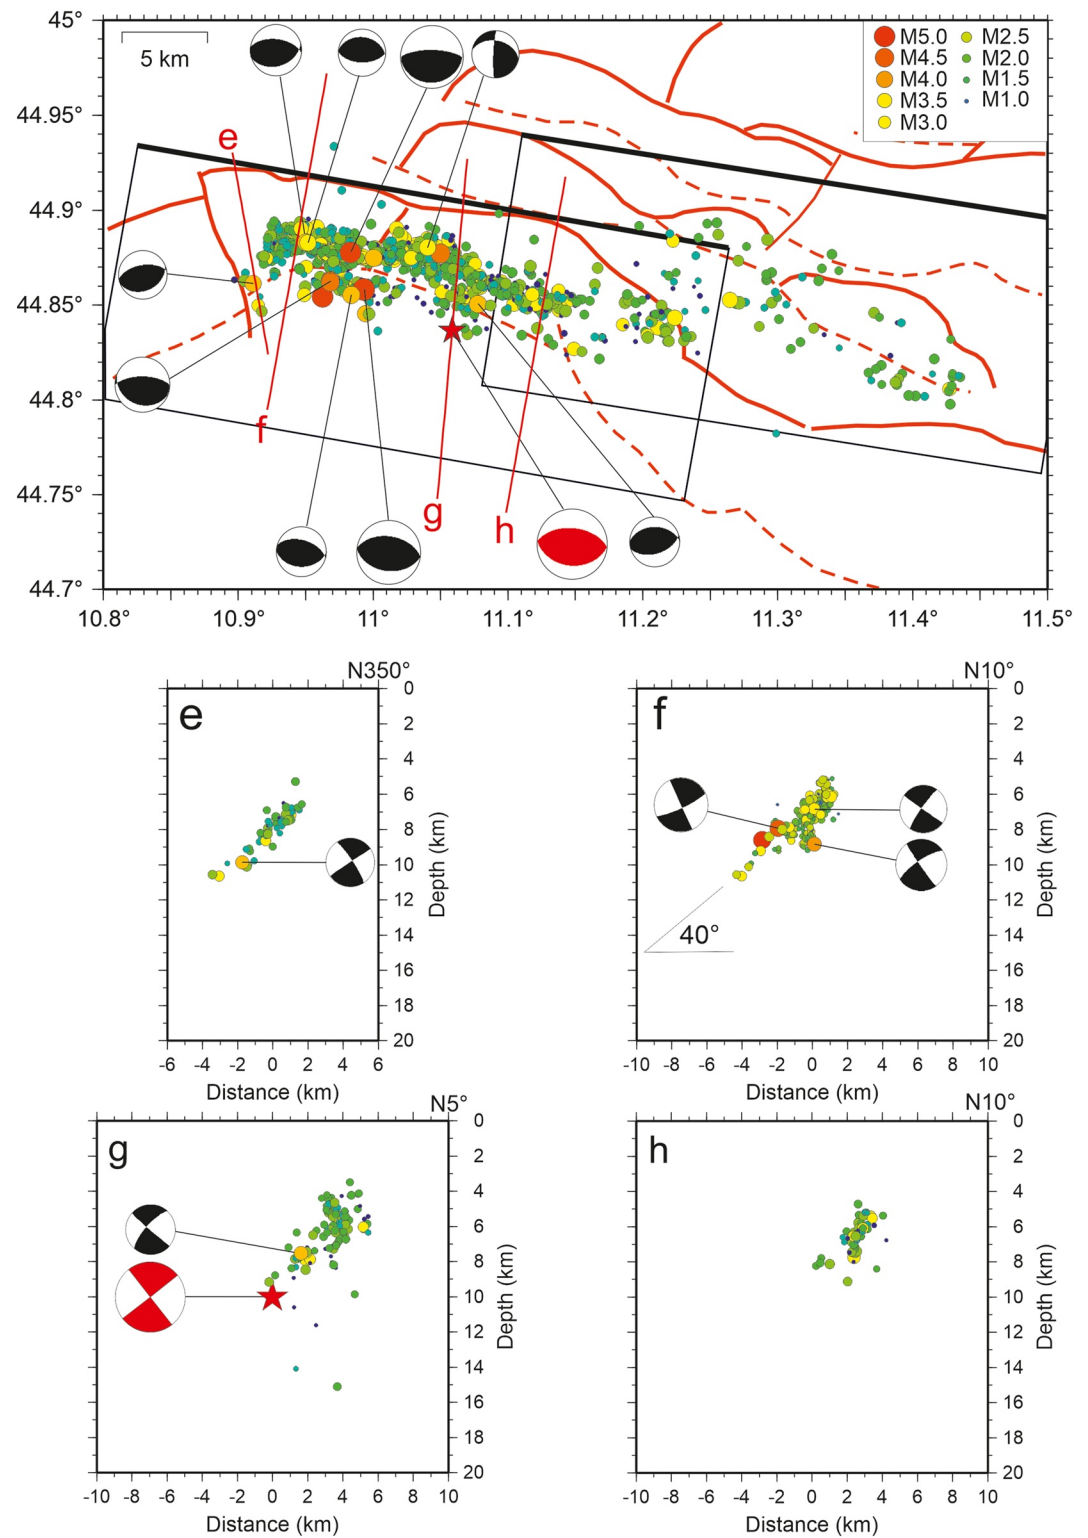 45°
44.95°
44.9°
44.85°
44.8°
44.75°
44.7°
5 km
M5.0 M2.5
M4.5 M2.0
M4.0 M1.5
M3.5 M1.0
M3.0
e
f
g
h
10.8° 10.9° 11° 11.1° 11.2° 11.3° 11.4° 11.5°
N350°
e
0
2
4
6
8
10
12
14
16
18
20
Depth (km)
-6 -4 -2 0 2 4 6
Distance (km)
N10°
f
40°
0
2
4
6
8
10
12
14
16
18
20
Depth (km)
-10 -8 -6 -4 -2 0 2 4 6 8 10
Distance (km)
N5°
g
0
2
4
6
8
10
12
14
16
18
20
Depth (km)
-10 -8 -6 -4 -2 0 2 4 6 8 10
Distance (km)
N10°
h
0
2
4
6
8
10
12
14
16
18
20
Depth (km)
-10 -8 -6 -4 -2 0 2 4 6 8 10
Distance (km)